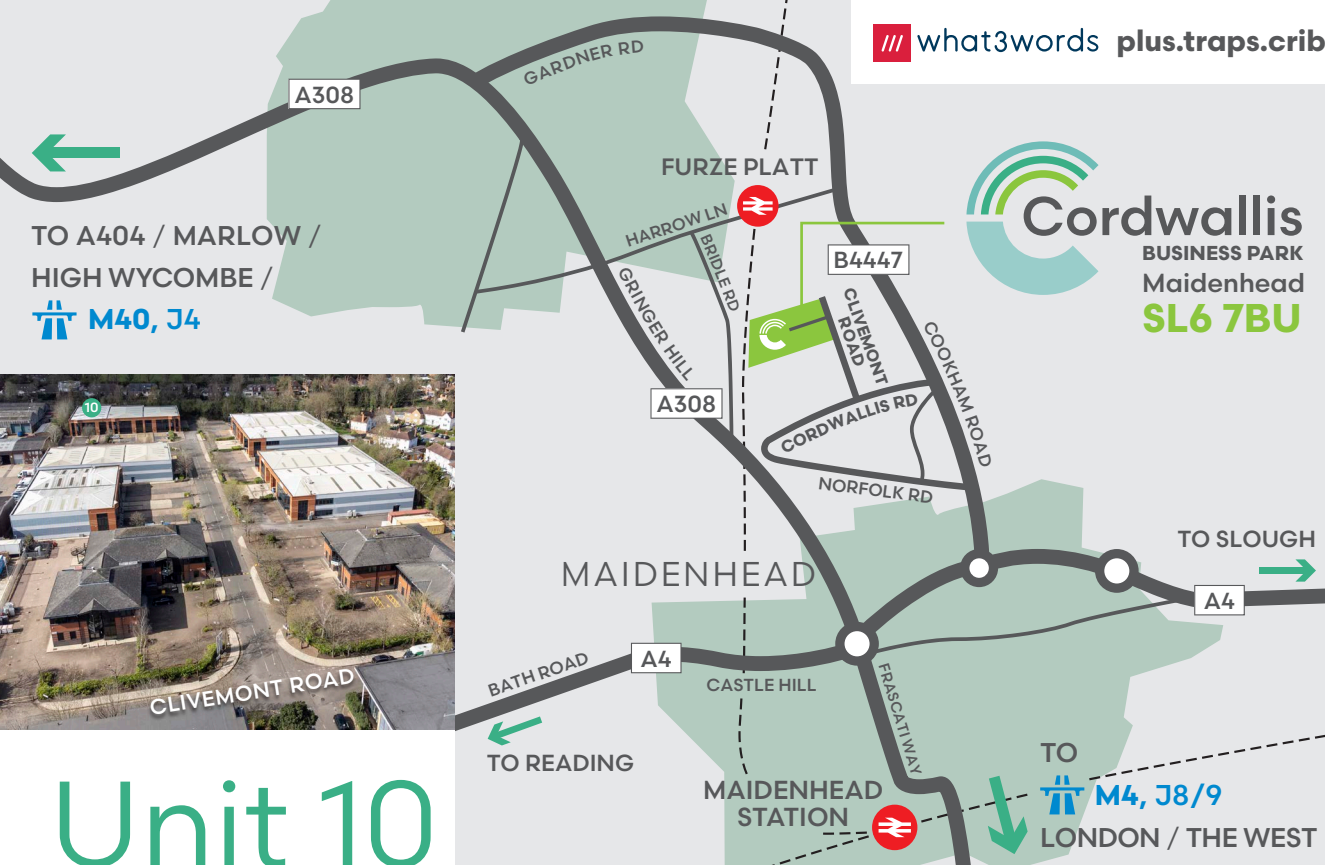 what3words plus.traps.crib
GARDNER RD
A308
FURZE PLATT
Cordwallis
BUSINESS PARK
Maidenhead
SL6 7BU
TO A404 / MARLOW /
HIGH WYCOMBE /
M40, J4
HARROW LN
BRIDLE RD
B4447
GRINGER HILL
CLIVEMONT
ROAD
COOKHAM ROAD
A308
CORDWALLIS RD
NORFOLK RD
10
CLIVEMONT ROAD
MAIDENHEAD
TO SLOUGH
A4
A4
BATH ROAD
CASTLE HILL
FRASCATI WAY
TO READING
MAIDENHEAD
STATION
TO
M4, J8/9
LONDON / THE WEST
Unit 10